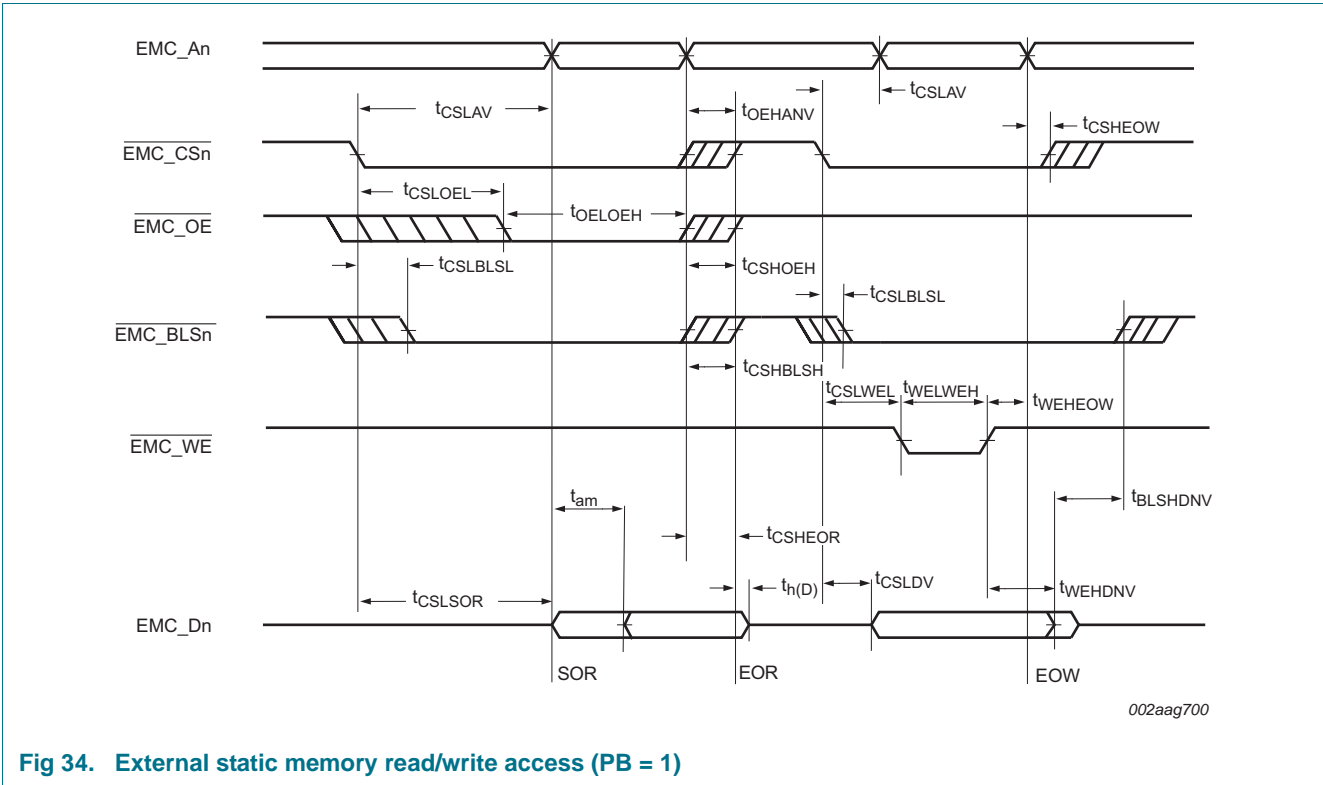 EMC_An
tCSLAV
tOEHANV
tCSLAV
tCSHEOW
EMC_CSn
tCSLOEL
tOELOEH
EMC_OE
tCSLBLSL
tCSHOEH
tCSLBLSL
EMC_BLSn
tCSHBLSH
tCSLWEL
tWELWEH
tWEHEOW
EMC_WE
tam
tBLSHDNV
tCSHEOR
tCSLSOR
th(D)
tCSLDV
tWEHDNV
EMC_Dn
SOR
EOR
EOW
002aag700
Fig 34. External static memory read/write access (PB = 1)